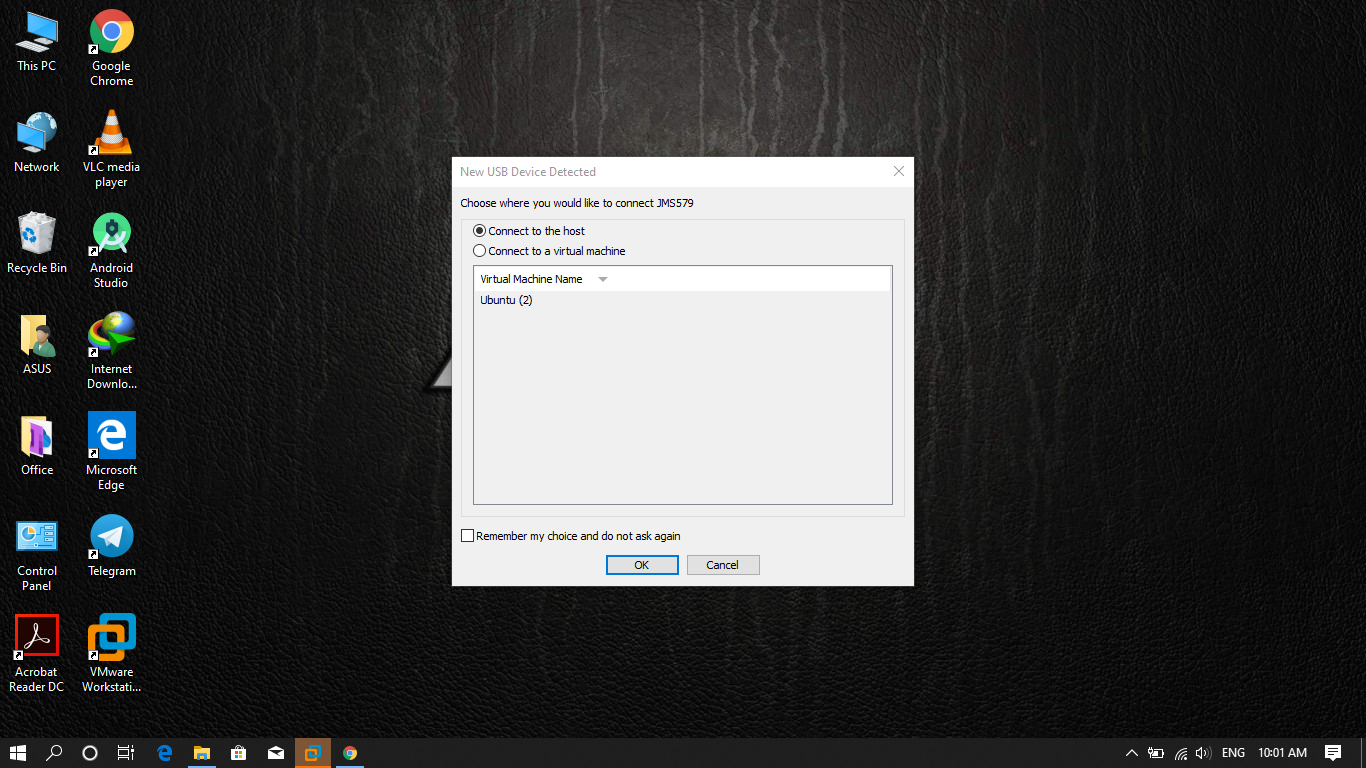 This PC
Google
Chrome
Network
VLC media
player
Recycle Bin
Android
Studio
ASUS
Internet
Downlo...
Office
Microsoft
Edge
Control
Panel
Telegram
Acrobat
Reader DC
VMware
Workstati...
New USB Device Detected
Choose where you would like to connect JMS579
Connect to the host
Connect to a virtual machine
Virtual Machine Name
Ubuntu (2)
Remember my choice and do not ask again
OK
Cancel
ENG
10:01 AM